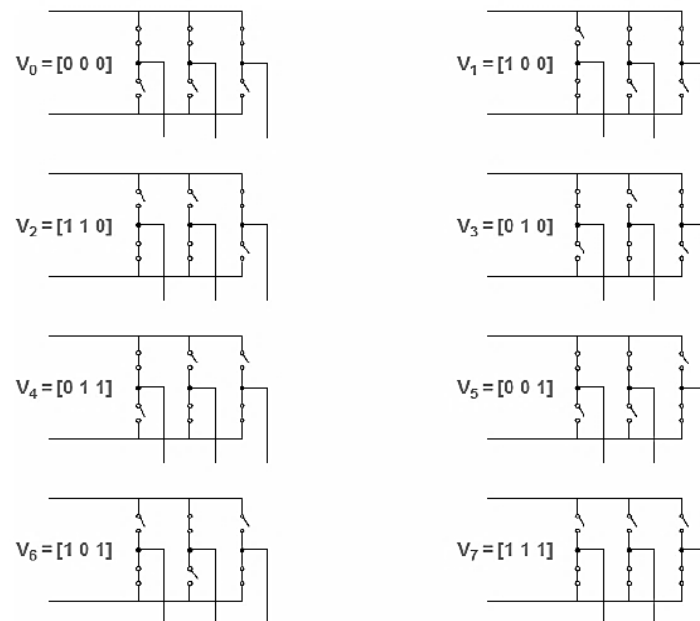 V₀ = [0 0 0]
V₁ = [1 0 0]
V₂ = [1 1 0]
V₃ = [0 1 0]
V₄ = [0 1 1]
V₅ = [0 0 1]
V₆ = [1 0 1]
V₇ = [1 1 1]